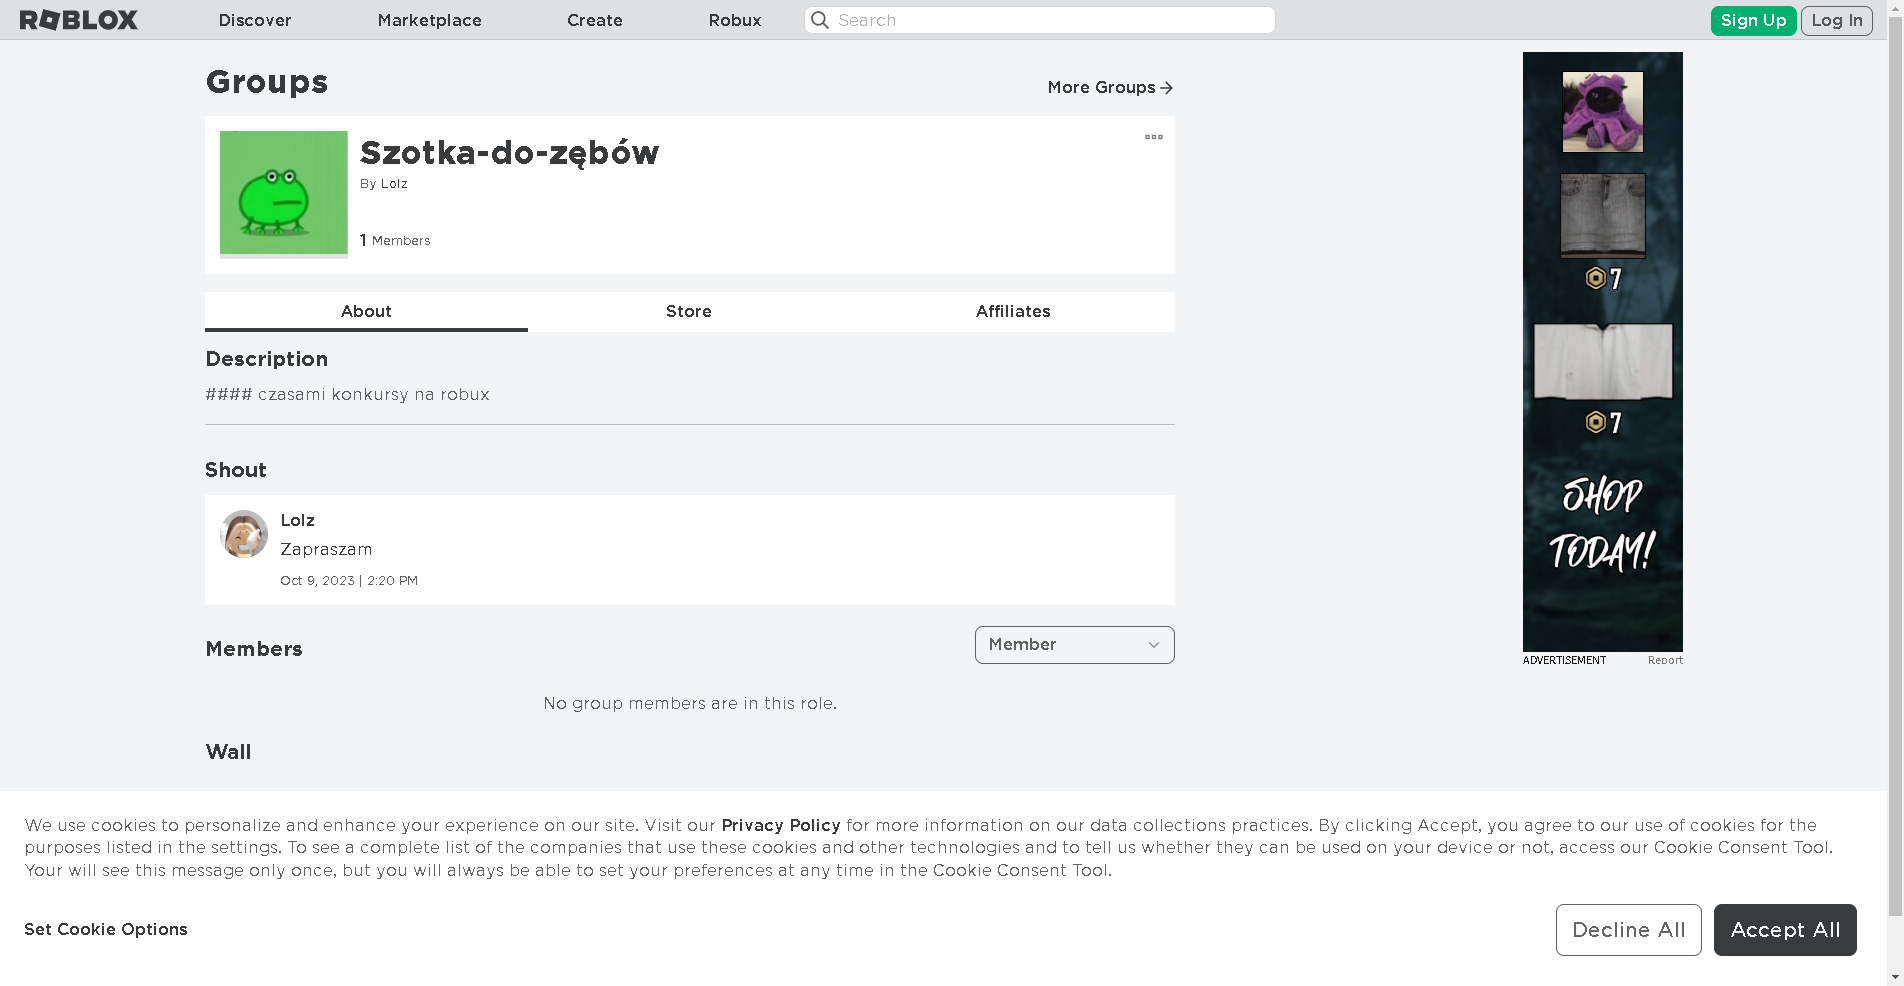 ROBLOX Discover Marketplace Create Robux Search Sign Up Log In
Groups
More Groups
Szotka-do-zębów
By Lolz
1 Members
About Store Affiliates
Description
#### czasami konkursy na robux
Shout
Lolz
Zapraszam
Oct 9, 2023 | 2:20 PM
Members
Member
No group members are in this role.
Wall
7
7
SHOP
TODAY!
ADVERTISEMENT Report
We use cookies to personalize and enhance your experience on our site. Visit our Privacy Policy for more information on our data collections practices. By clicking Accept, you agree to our use of cookies for the
purposes listed in the settings. To see a complete list of the companies that use these cookies and other technologies and to tell us whether they can be used on your device or not, access our Cookie Consent Tool.
Your will see this message only once, but you will always be able to set your preferences at any time in the Cookie Consent Tool.
Set Cookie Options
Decline All
Accept All